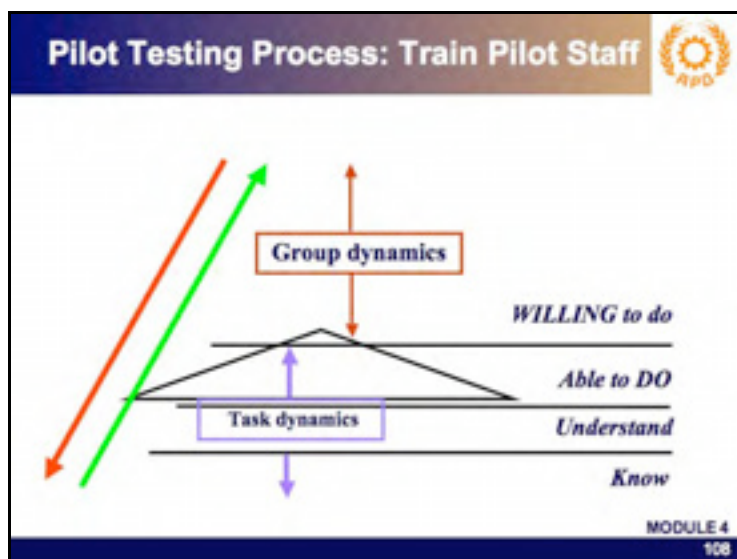 Pilot Testing Process: Train Pilot Staff
APO
Group dynamics
WILLING to do
Able to DO
Task dynamics
Understand
Know
MODULE 4
108